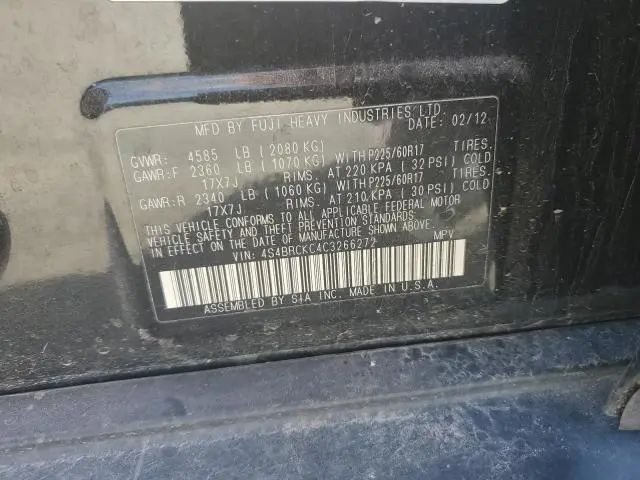 MFD BY FUJI HEAVY INDUSTRIES LTD.
DATE: 02/12
GVWR: 4585 LB (2080 KG)
GAWR:F 2360 LB (1070 KG) WITH P225/60R17 TIRES.
17X7J RIMS. AT 220 KPA (32 PSI) COLD
GAWR:R 2340 LB (1060 KG) WITH P225/60R17 TIRES.
17X7J RIMS. AT 210 KPA (30 PSI) COLD
THIS VEHICLE CONFORMS TO ALL APPLICABLE FEDERAL MOTOR
VEHICLE SAFETY AND THEFT PREVENTION STANDARDS
IN EFFECT ON THE DATE OF MANUFACTURE SHOWN ABOVE.
VIN: 4S4BRCKC4C3266272 MPV
ASSEMBLED BY SIA INC. MADE IN U.S.A.